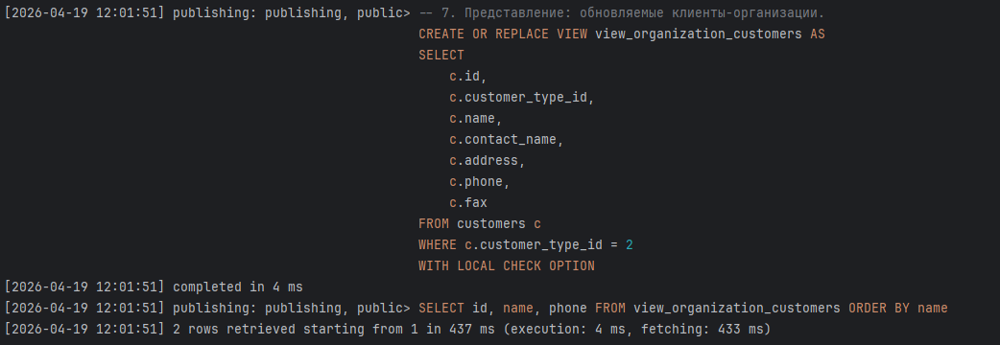 [2026-04-19 12:01:51] publishing: publishing, public> -- 7. Представление: обновляемые клиенты-организации.
CREATE OR REPLACE VIEW view_organization_customers AS
SELECT
c.id,
c.customer_type_id,
c.name,
c.contact_name,
c.address,
c.phone,
c.fax
FROM customers c
WHERE c.customer_type_id = 2
WITH LOCAL CHECK OPTION
[2026-04-19 12:01:51] completed in 4 ms
[2026-04-19 12:01:51] publishing: publishing, public> SELECT id, name, phone FROM view_organization_customers ORDER BY name
[2026-04-19 12:01:51] 2 rows retrieved starting from 1 in 437 ms (execution: 4 ms, fetching: 433 ms)